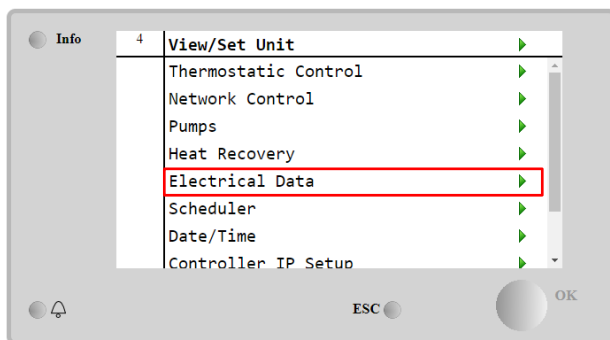 Info
4 View/Set Unit
Thermostatic Control
Network Control
Pumps
Heat Recovery
Electrical Data
Scheduler
Date/Time
Controller IP Setup
ESC OK